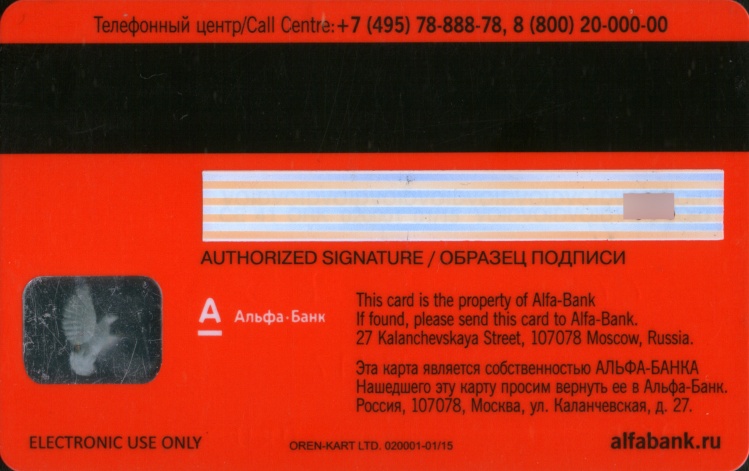 Телефонный центр/Call Centre:+7 (495) 78-888-78, 8 (800) 20-000-00
AUTHORIZED SIGNATURE / ОБРАЗЕЦ ПОДПИСИ
А
Альфа·Банк
This card is the property of Alfa-Bank
If found, please send this card to Alfa-Bank.
27 Kalanchevskaya Street, 107078 Moscow, Russia.
Эта карта является собственностью АЛЬФА-БАНКА
Нашедшего эту карту просим вернуть ее в Альфа-Банк.
Россия, 107078, Москва, ул. Каланчевская, д. 27.
ELECTRONIC USE ONLY
OREN-KART LTD. 020001-01/15
alfabank.ru